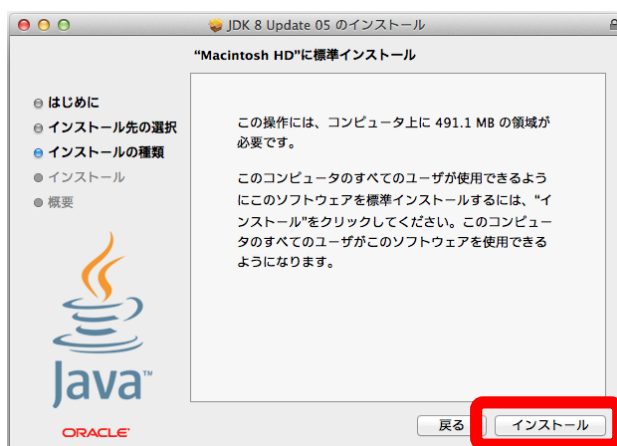 JDK 8 Update 05 のインストール
“Macintosh HD”に標準インストール
はじめに
インストール先の選択
インストールの種類
インストール
概要
この操作には、コンピュータ上に 491.1 MB の領域が
必要です。
このコンピュータのすべてのユーザが使用できるよう
にこのソフトウェアを標準インストールするには、“イ
ンストール”をクリックしてください。このコンピュー
タのすべてのユーザがこのソフトウェアを使用できる
ようになります。
Java™
ORACLE
戻る
インストール